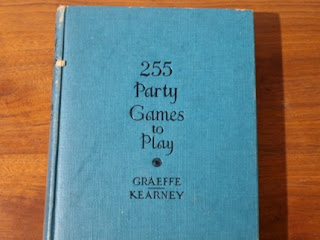 255
Party
Games
to
Play
GRAEFFE
KEARNEY